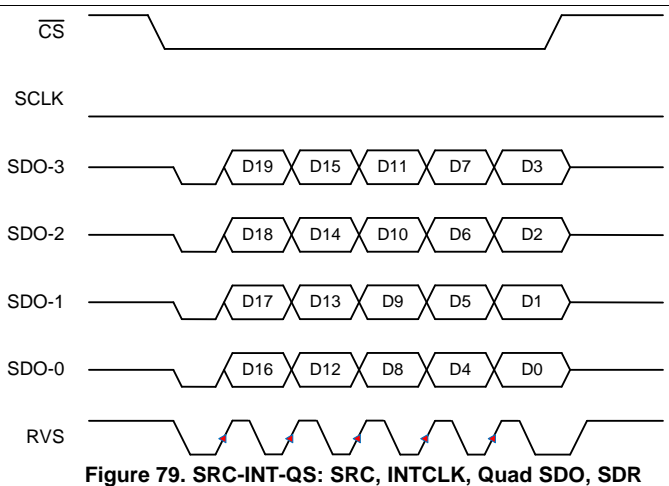 CS
SCLK
SDO-3 D19 D15 D11 D7 D3
SDO-2 D18 D14 D10 D6 D2
SDO-1 D17 D13 D9 D5 D1
SDO-0 D16 D12 D8 D4 D0
RVS
Figure 79. SRC-INT-QS: SRC, INTCLK, Quad SDO, SDR